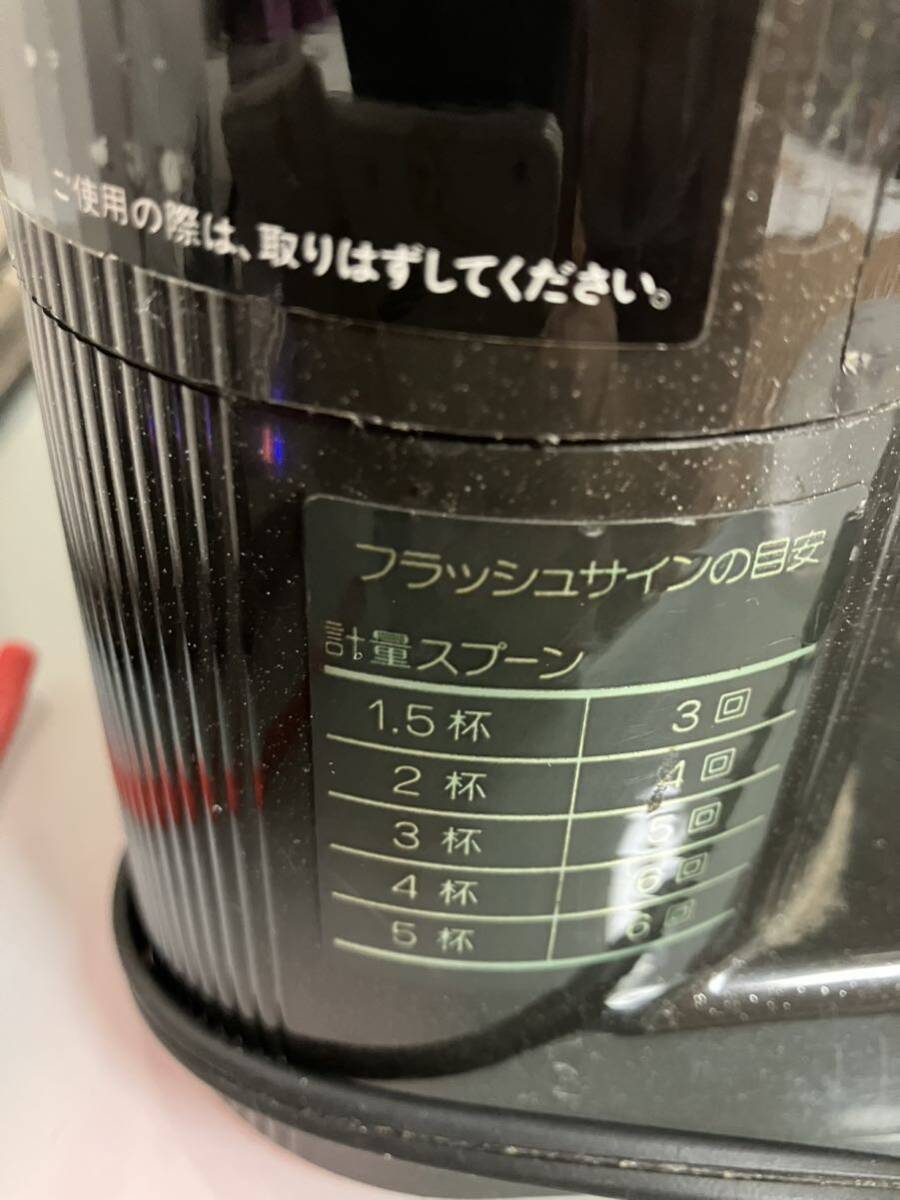 ご使用の際は、取りはずしてください。
フラッシュサインの目安
計量スプーン
1.5 杯 3 回
2 杯 4 回
3 杯 5 回
4 杯 6 回
5 杯 6 回